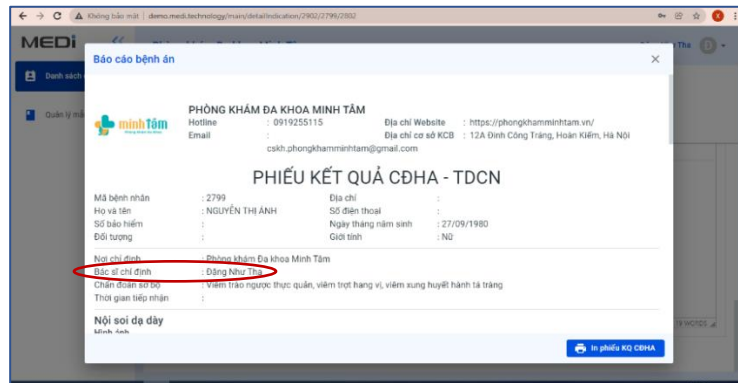 Không bảo mật | demo.medi.technology/main/detailIndication/2902/2799/2802
MEDi
Báo cáo bệnh án
Danh sách
Quản lý
minh tâm
PHÒNG KHÁM ĐA KHOA MINH TÂM
Hotline : 0919255115 Địa chỉ Website : https://phongkhamminhtam.vn/
Email : Địa chỉ cơ sở KCB : 12A Đinh Công Tráng, Hoàn Kiếm, Hà Nội
cskh.phongkhamminhtam@gmail.com
PHIẾU KẾT QUẢ CĐHA - TDCN
Mã bệnh nhân : 2799 Địa chỉ :
Họ và tên : NGUYỄN THỊ ÁNH Số điện thoại :
Số bảo hiểm : Ngày tháng năm sinh : 27/09/1980
Đối tượng : Giới tính : Nữ
Nơi chỉ định : Phòng khám Đa khoa Minh Tâm
Bác sĩ chỉ định : Đặng Như Tha
Chẩn đoán sơ bộ : Viêm trào ngược thực quản, viêm trợt hang vị, viêm xung huyết hành tá tràng
Thời gian tiếp nhận :
Nội soi dạ dày
Hình ảnh
In phiếu KQ CĐHA